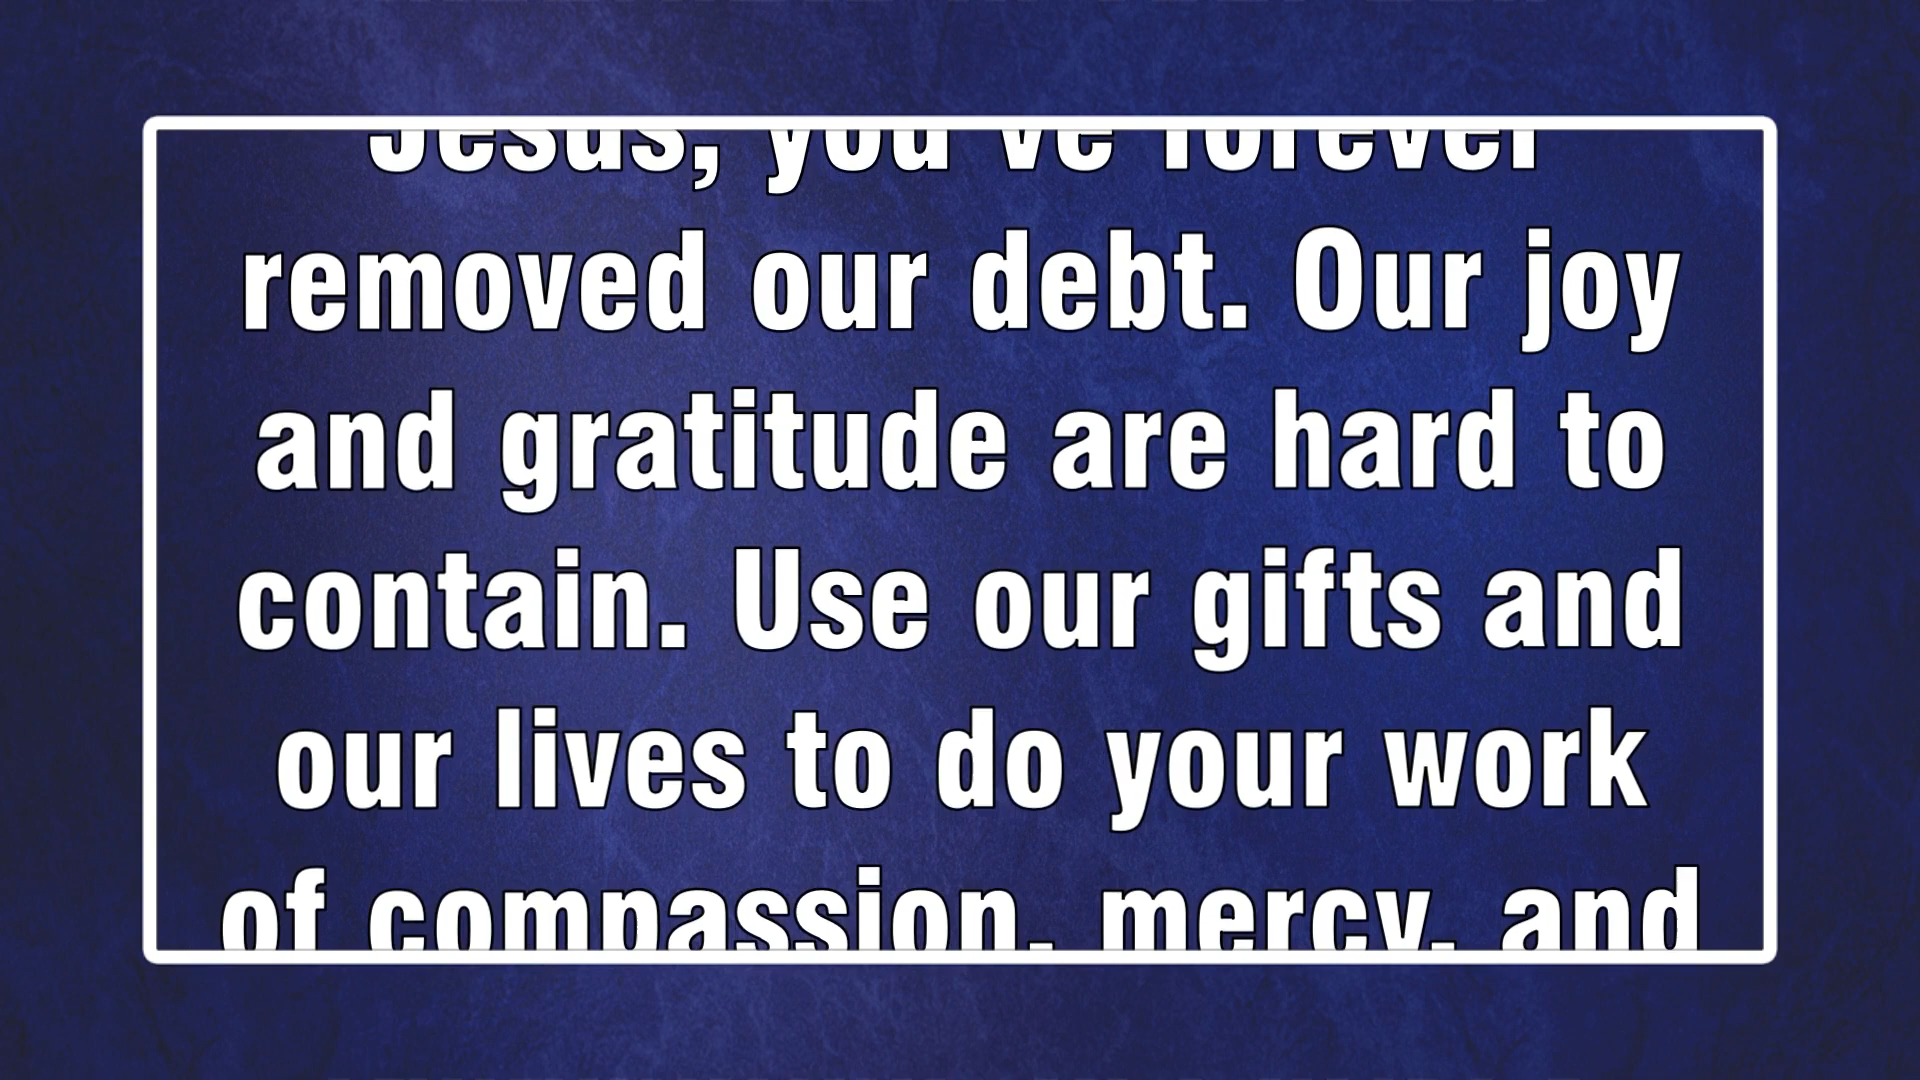 Jesus, you've forever
removed our debt. Our joy
and gratitude are hard to
contain. Use our gifts and
our lives to do your work
of compassion, mercy, and